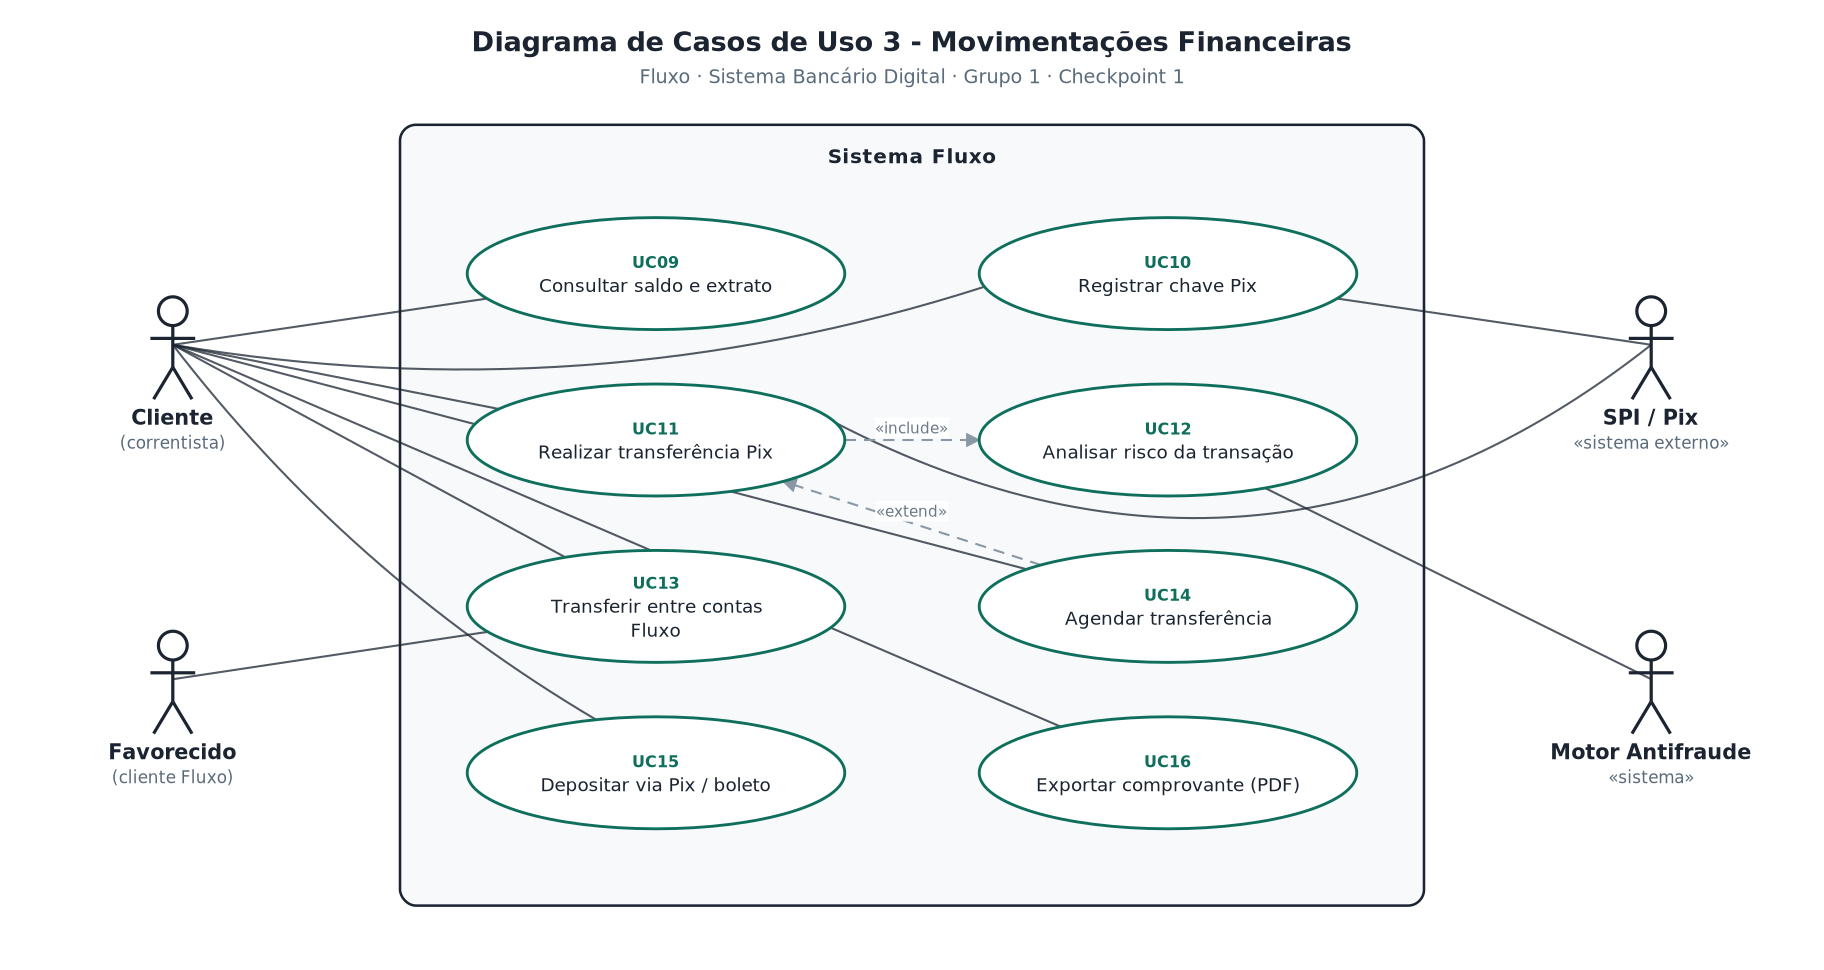 Diagrama de Casos de Uso 3 - Movimentações Financeiras
Fluxo · Sistema Bancário Digital · Grupo 1 · Checkpoint 1
Sistema Fluxo
UC09
Consultar saldo e extrato
UC10
Registrar chave Pix
Cliente
(correntista)
SPI / Pix
«sistema externo»
UC11
Realizar transferência Pix
«include»
UC12
Analisar risco da transação
«extend»
UC13
Transferir entre contas
Fluxo
UC14
Agendar transferência
Favorecido
(cliente Fluxo)
Motor Antifraude
«sistema»
UC15
Depositar via Pix / boleto
UC16
Exportar comprovante (PDF)